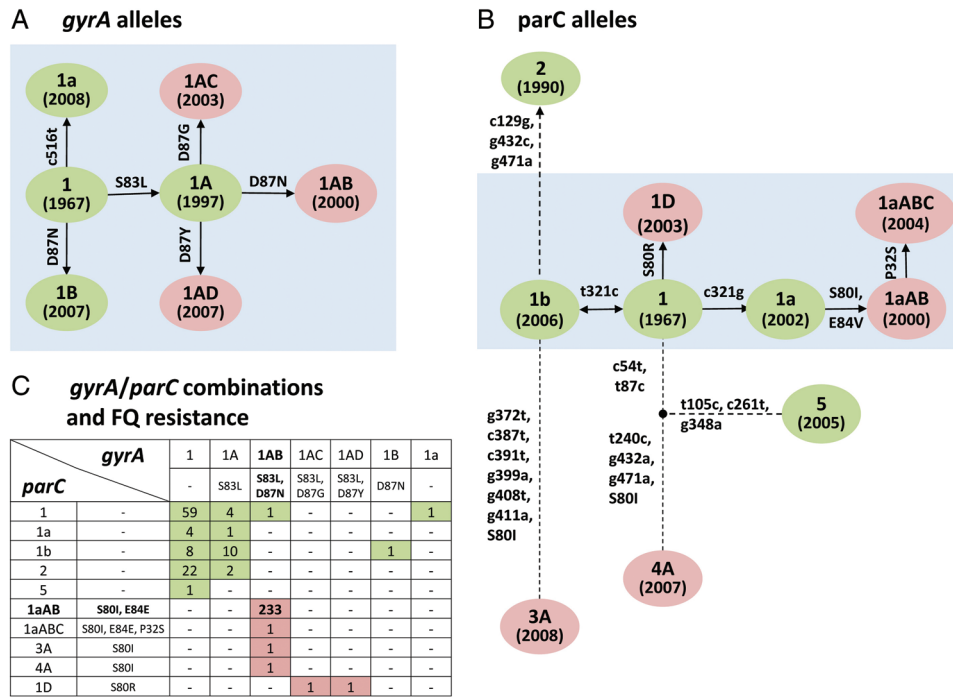 A gyrA alleles
1a
(2008)
1AC
(2003)
c516t
D87G
1
(1967)
S83L
1A
(1997)
D87N
1AB
(2000)
D87N
D87Y
1B
(2007)
1AD
(2007)
B parC alleles
2
(1990)
c129g,
g432c,
g471a
1D
(2003)
1aABC
(2004)
S80R
P32S
1b
(2006)
t321c
1
(1967)
c321g
1a
(2002)
S80I,
E84V
1aAB
(2000)
c54t,
t87c
t105c, c261t,
g348a
5
(2005)
g372t,
c387t,
c391t,
g399a,
g408t,
g411a,
S80I
t240c,
g432a,
g471a,
S80I
4A
(2007)
3A
(2008)
C gyrA/parC combinations
and FQ resistance
gyrA 1 1A 1AB 1AC 1AD 1B 1a
parC - S83L S83L, D87N S83L, D87G S83L, D87Y D87N -
1 - 59 4 1 - - - 1
1a - 4 1 - - - - -
1b - 8 10 - - - 1 -
2 - 22 2 - - - - -
5 - 1 - - - - - -
1aAB S80I, E84E - - 233 - - - -
1aABC S80I, E84E, P32S - - 1 - - - -
3A S80I - - 1 - - - -
4A S80I - - 1 - - - -
1D S80R - - - 1 1 - -